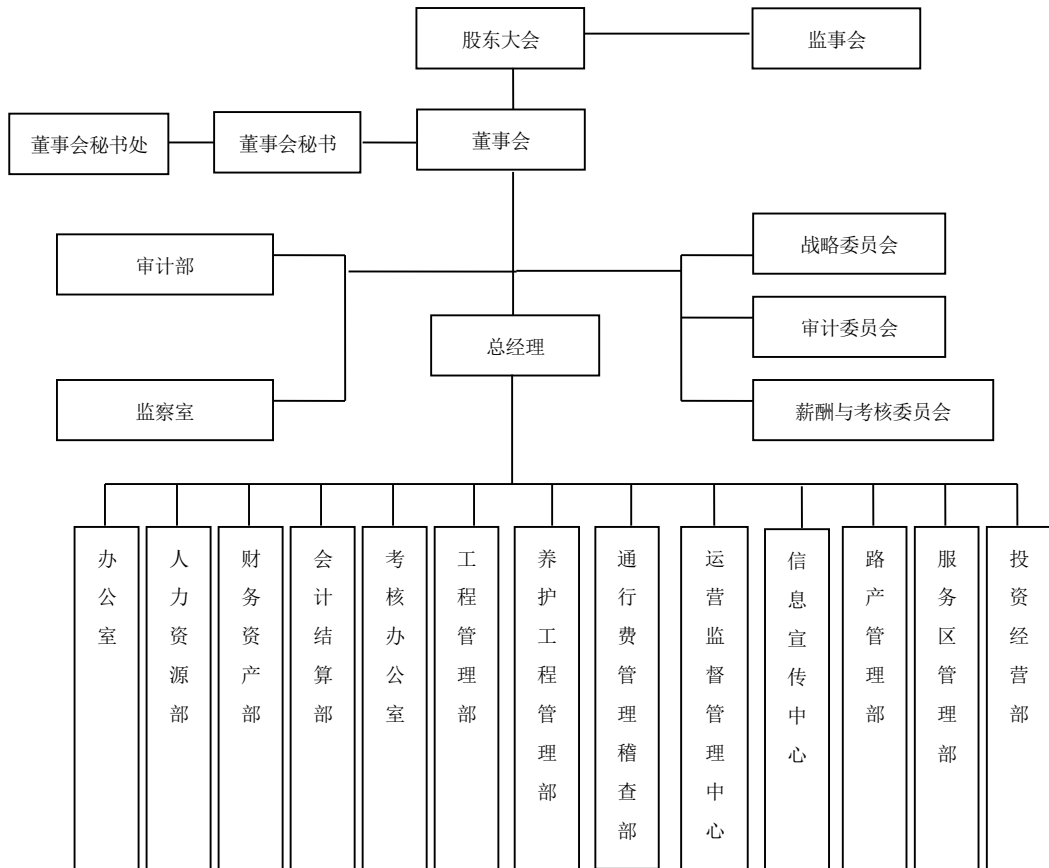 股东大会
监事会
董事会秘书处
董事会秘书
董事会
战略委员会
审计部
审计委员会
总经理
监察室
薪酬与考核委员会
办公室
人力资源部
财务资产部
会计结算部
考核办公室
工程管理部
养护工程管理部
通行费管理稽查部
运营监督管理中心
信息宣传中心
路产管理部
服务区管理部
投资经营部